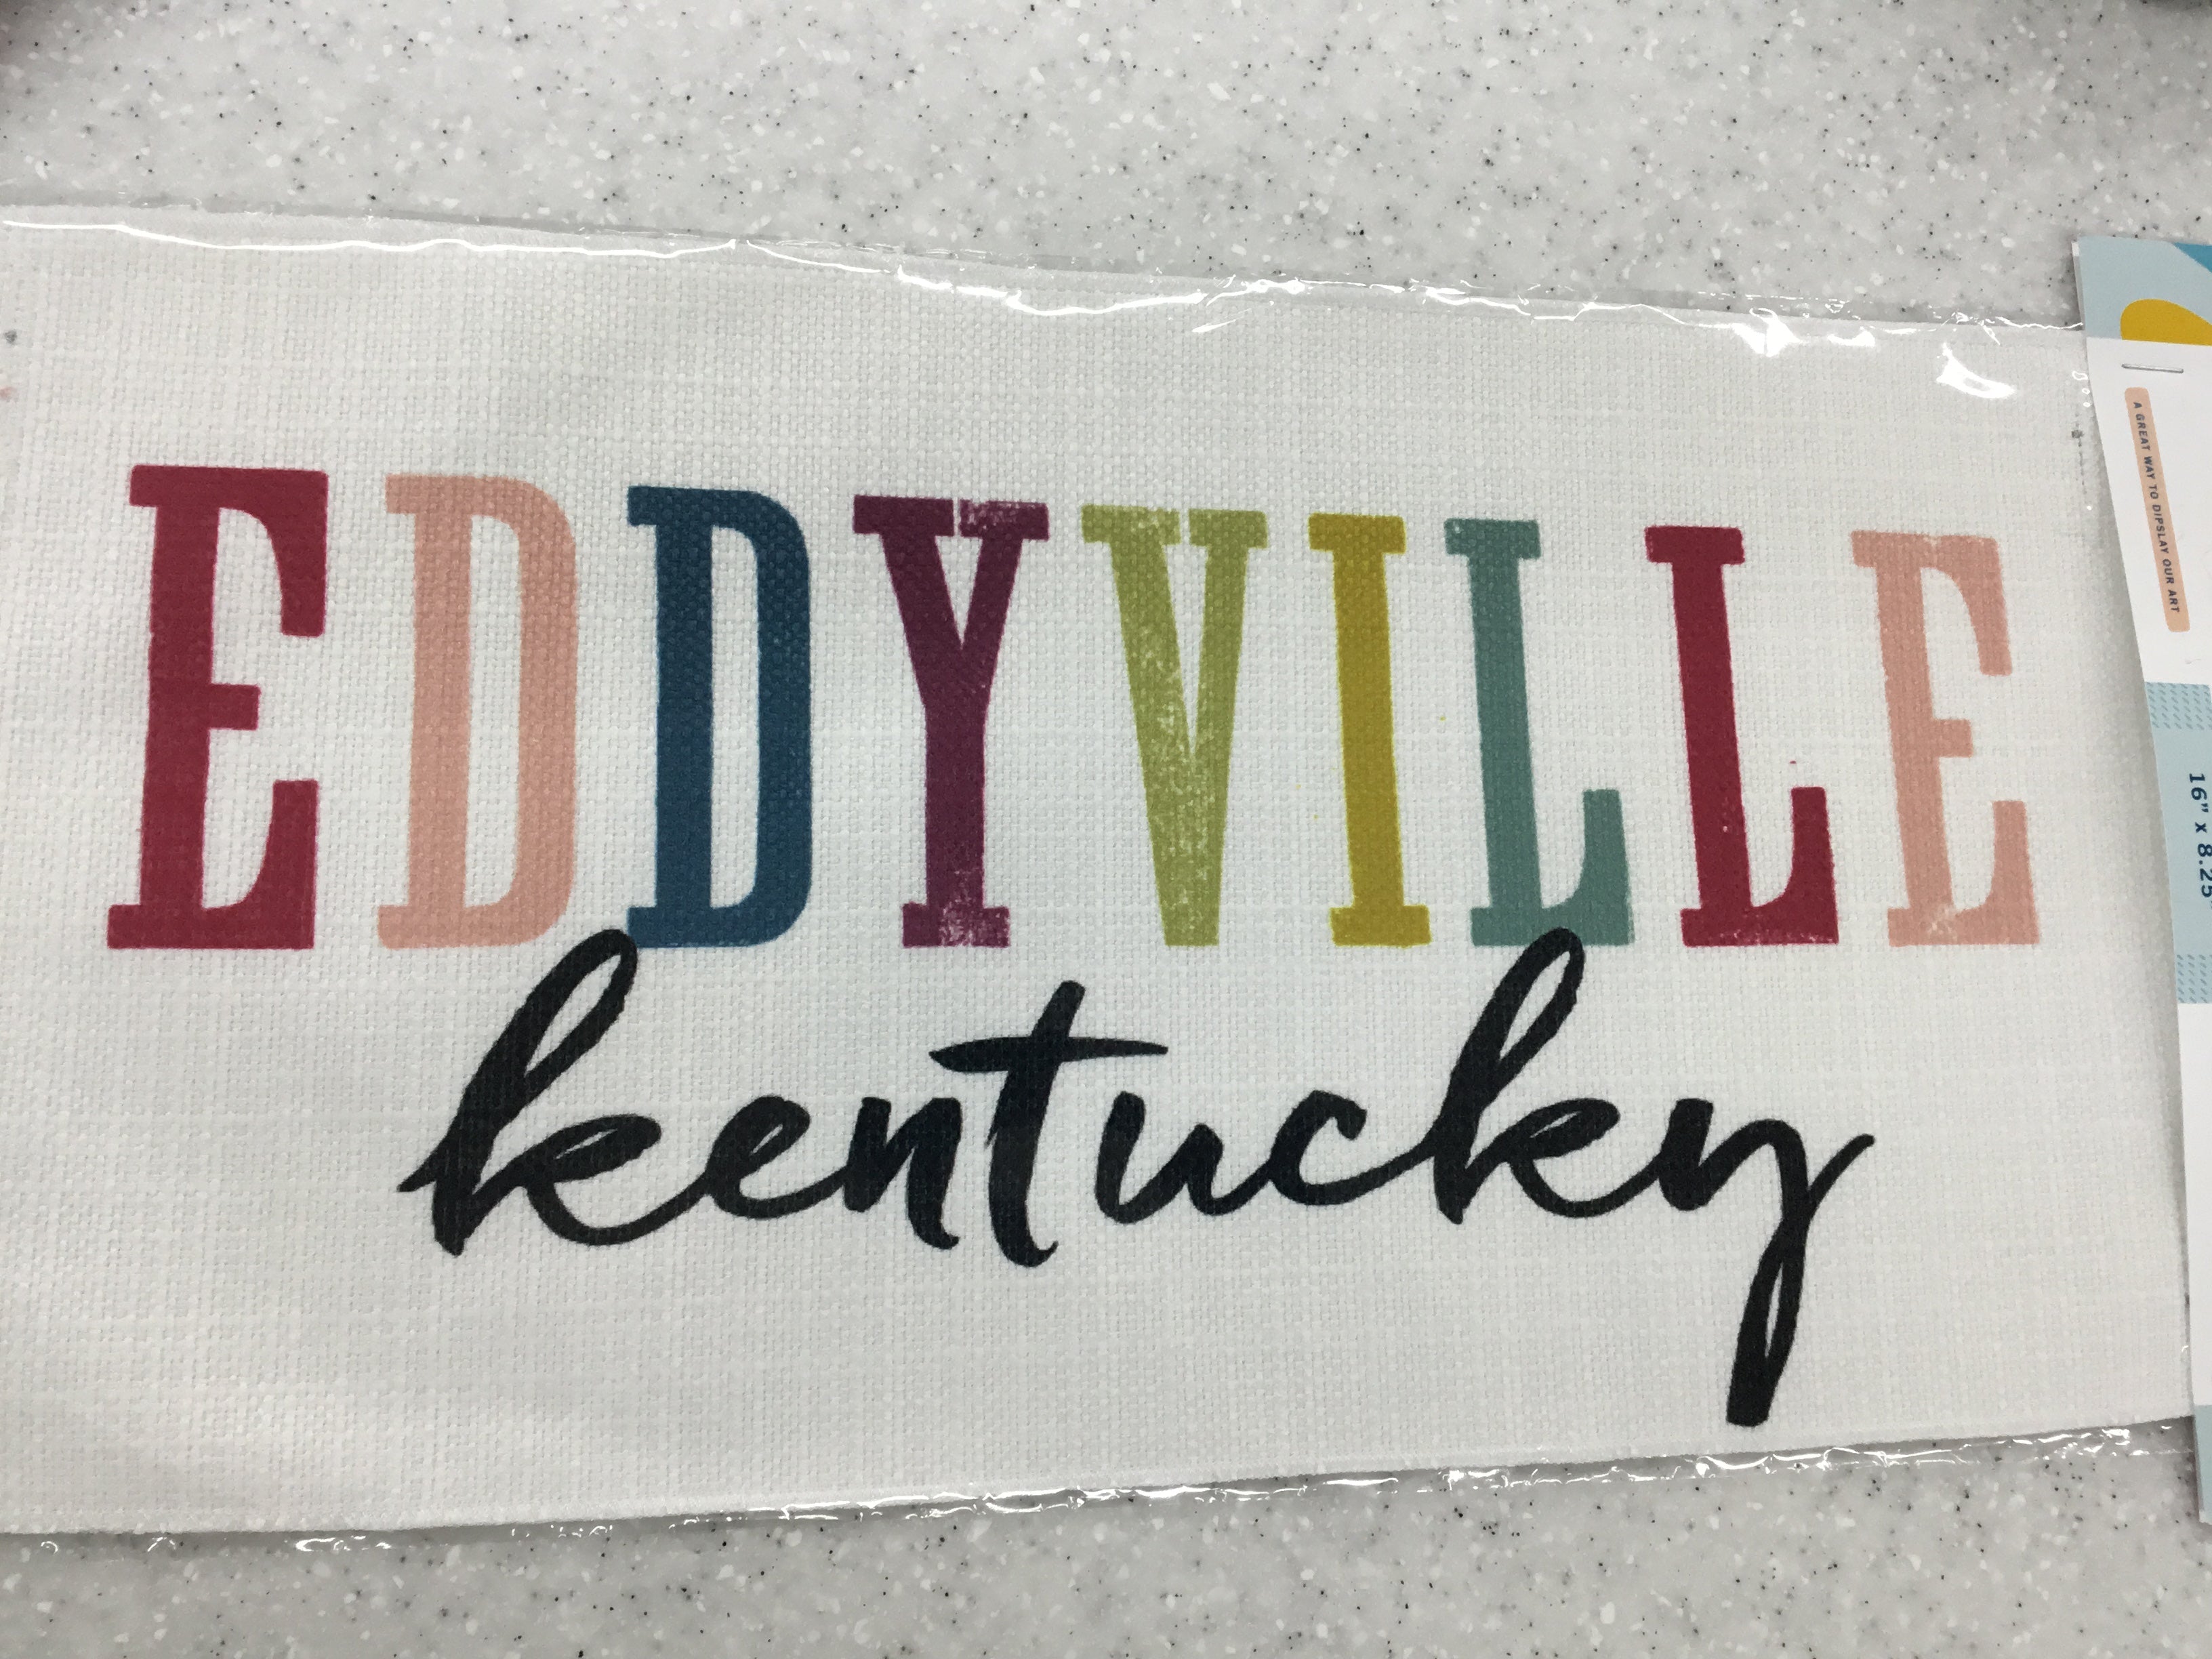 EDDYVILLE
kentucky
A GREAT WAY TO DIPSLAY OUR ART
16" x 8.25"